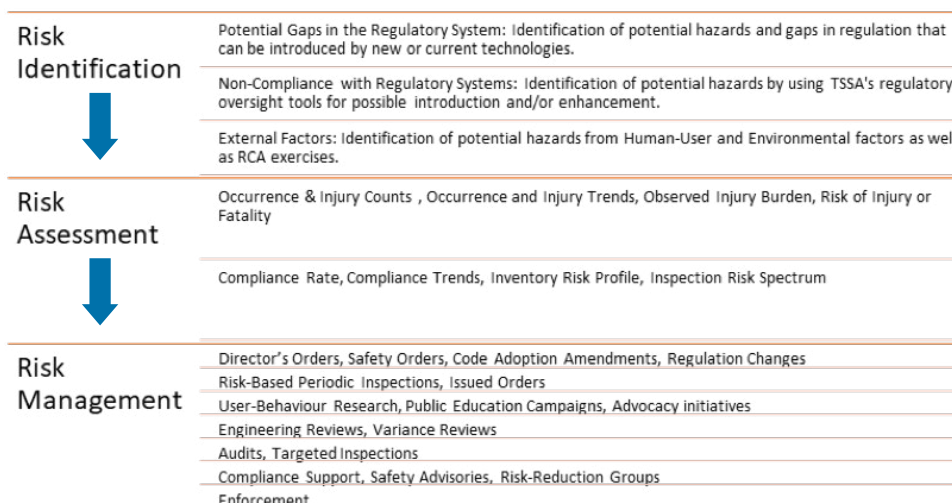 Risk
Identification
Potential Gaps in the Regulatory System: Identification of potential hazards and gaps in regulation that
can be introduced by new or current technologies.
Non-Compliance with Regulatory Systems: Identification of potential hazards by using TSSA's regulatory
oversight tools for possible introduction and/or enhancement.
External Factors: Identification of potential hazards from Human-User and Environmental factors as wel
as RCA exercises.
Risk
Assessment
Occurrence & Injury Counts , Occurrence and Injury Trends, Observed Injury Burden, Risk of Injury or
Fatality
Compliance Rate, Compliance Trends, Inventory Risk Profile, Inspection Risk Spectrum
Risk
Management
Director's Orders, Safety Orders, Code Adoption Amendments, Regulation Changes
Risk-Based Periodic Inspections, Issued Orders
User-Behaviour Research, Public Education Campaigns, Advocacy initiatives
Engineering Reviews, Variance Reviews
Audits, Targeted Inspections
Compliance Support, Safety Advisories, Risk-Reduction Groups
Enforcement